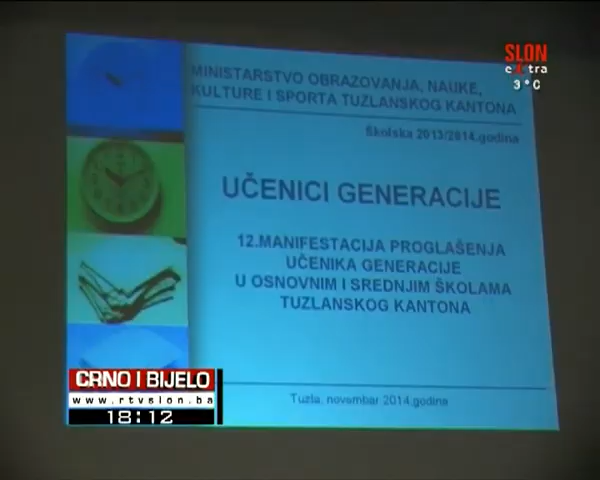 SLON
extra
3°C
MINISTARSTVO OBRAZOVANJA, NAUKE,
KULTURE I SPORTA TUZLANSKOG KANTONA
Školska 2013/2014.godina
UČENICI GENERACIJE
12.MANIFESTACIJA PROGLAŠENJA
UČENIKA GENERACIJE
U OSNOVNIM I SREDNJIM ŠKOLAMA
TUZLANSKOG KANTONA
Tuzla, novembar 2014.godine
CRNO I BIJELO
www.rtvslon.ba
18:12